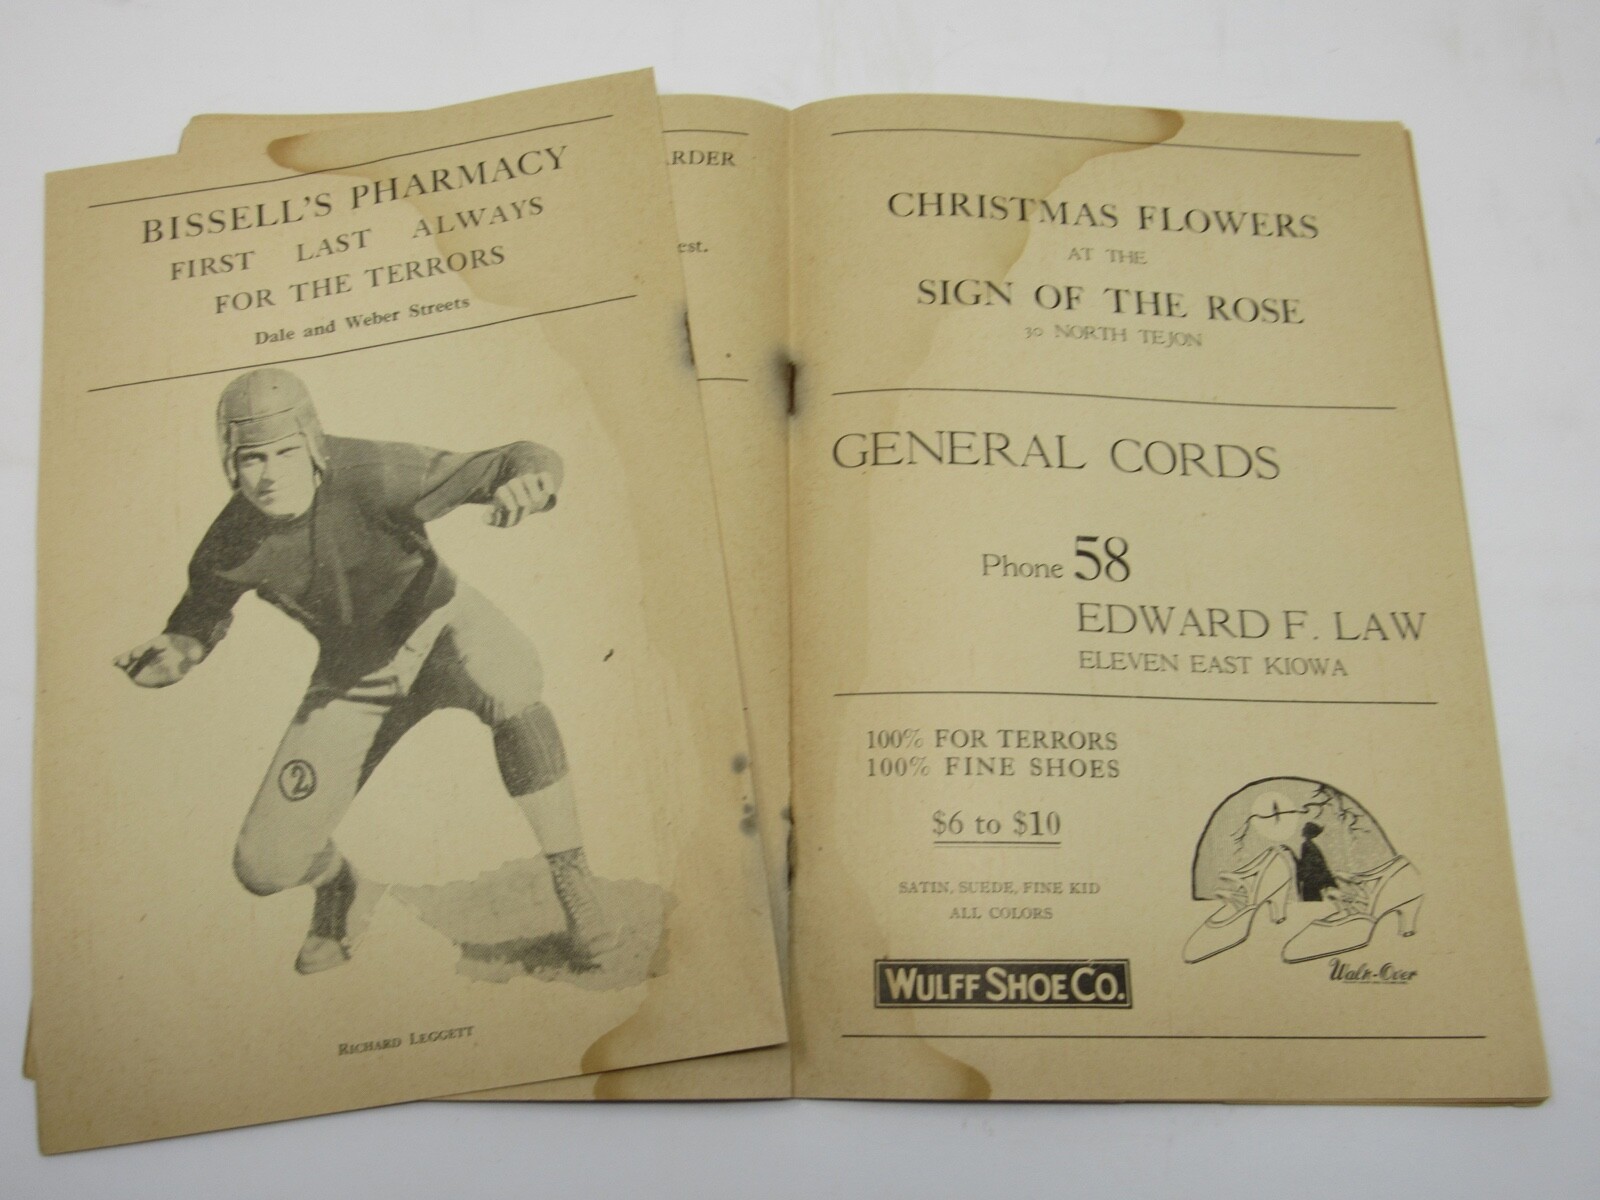 BISSELL'S PHARMACY
FIRST LAST ALWAYS
FOR THE TERRORS
Dale and Weber Streets
2
RICHARD LEGGETT
CHRISTMAS FLOWERS
AT THE
SIGN OF THE ROSE
30 NORTH TEJON
GENERAL CORDS
Phone 58
EDWARD F. LAW
ELEVEN EAST KIOWA
100% FOR TERRORS
100% FINE SHOES
$6 to $10
SATIN, SUEDE, FINE KID
ALL COLORS
WULFF SHOE CO.
Walk-Over